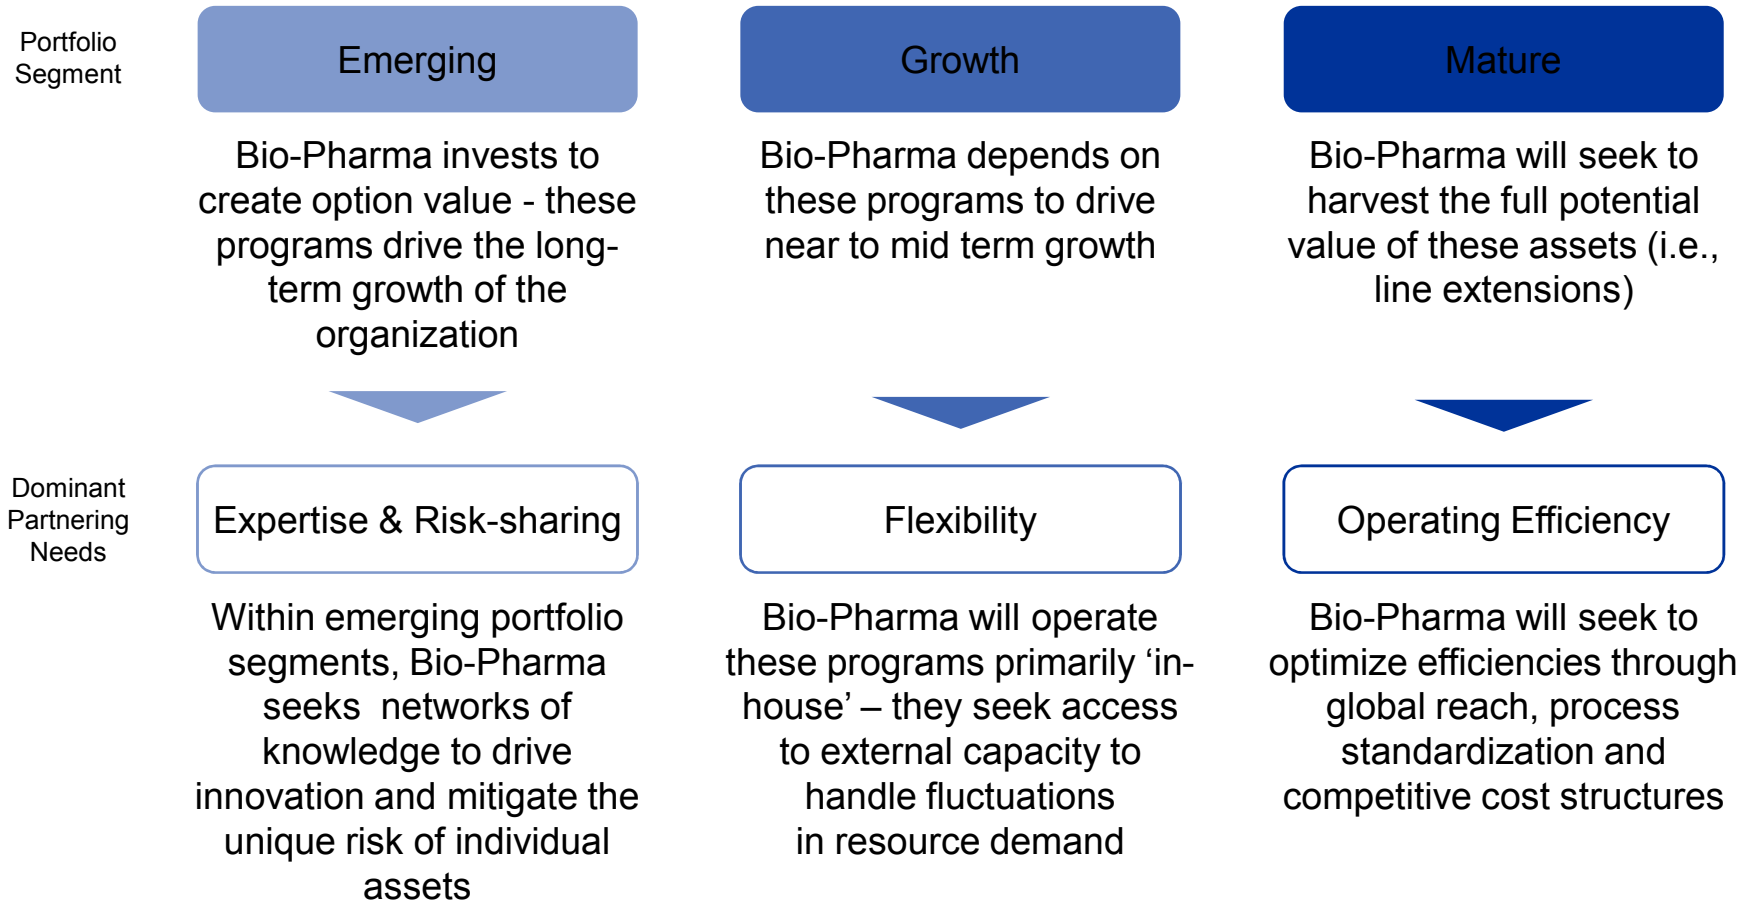 Portfolio
Segment
Emerging
Growth
Mature
Bio-Pharma invests to
create option value - these
programs drive the long-
term growth of the
organization
Bio-Pharma depends on
these programs to drive
near to mid term growth
Bio-Pharma will seek to
harvest the full potential
value of these assets (i.e.,
line extensions)
Dominant
Partnering
Needs
Expertise & Risk-sharing
Flexibility
Operating Efficiency
Within emerging portfolio
segments, Bio-Pharma
seeks  networks of
knowledge to drive
innovation and mitigate the
unique risk of individual
assets
Bio-Pharma will operate
these programs primarily ‘in-
house’ – they seek access
to external capacity to
handle fluctuations
in resource demand
Bio-Pharma will seek to
optimize efficiencies through
global reach, process
standardization and
competitive cost structures